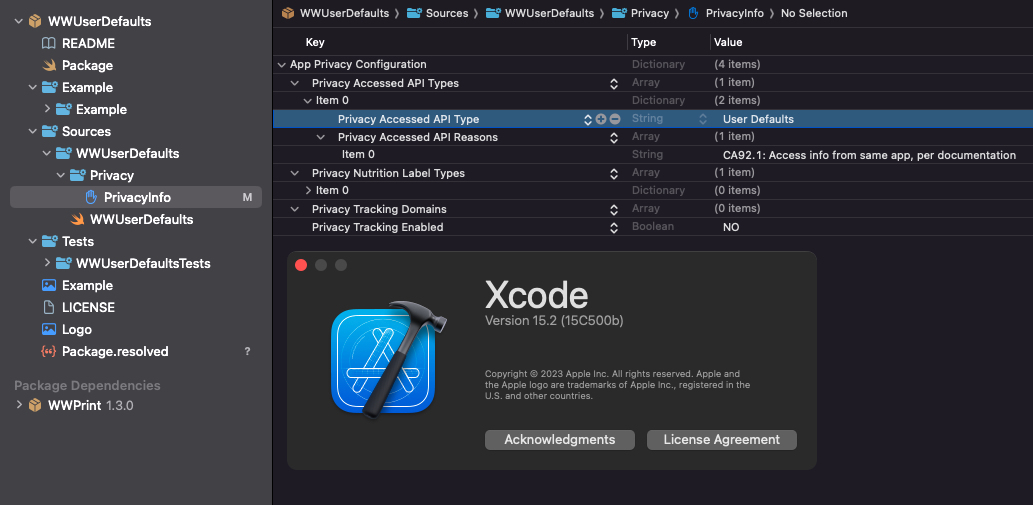 WWUserDefaults
README
Package
Example
Example
Sources
WWUserDefaults
Privacy
PrivacyInfo M
WWUserDefaults
Tests
WWUserDefaultsTests
Example
LICENSE
Logo
Package.resolved ?
Package Dependencies
WWPrint 1.3.0
WWUserDefaults 〉 Sources 〉 WWUserDefaults 〉 Privacy 〉 PrivacyInfo 〉 No Selection
Key Type Value
App Privacy Configuration Dictionary (4 items)
Privacy Accessed API Types Array (1 item)
Item 0 Dictionary (2 items)
Privacy Accessed API Type String User Defaults
Privacy Accessed API Reasons Array (1 item)
Item 0 String CA92.1: Access info from same app, per documentation
Privacy Nutrition Label Types Array (1 item)
Item 0 Dictionary (0 items)
Privacy Tracking Domains Array (0 items)
Privacy Tracking Enabled Boolean NO
Xcode
Version 15.2 (15C500b)
Copyright © 2023 Apple Inc. All rights reserved. Apple and
the Apple logo are trademarks of Apple Inc., registered in the
U.S. and other countries.
Acknowledgments License Agreement